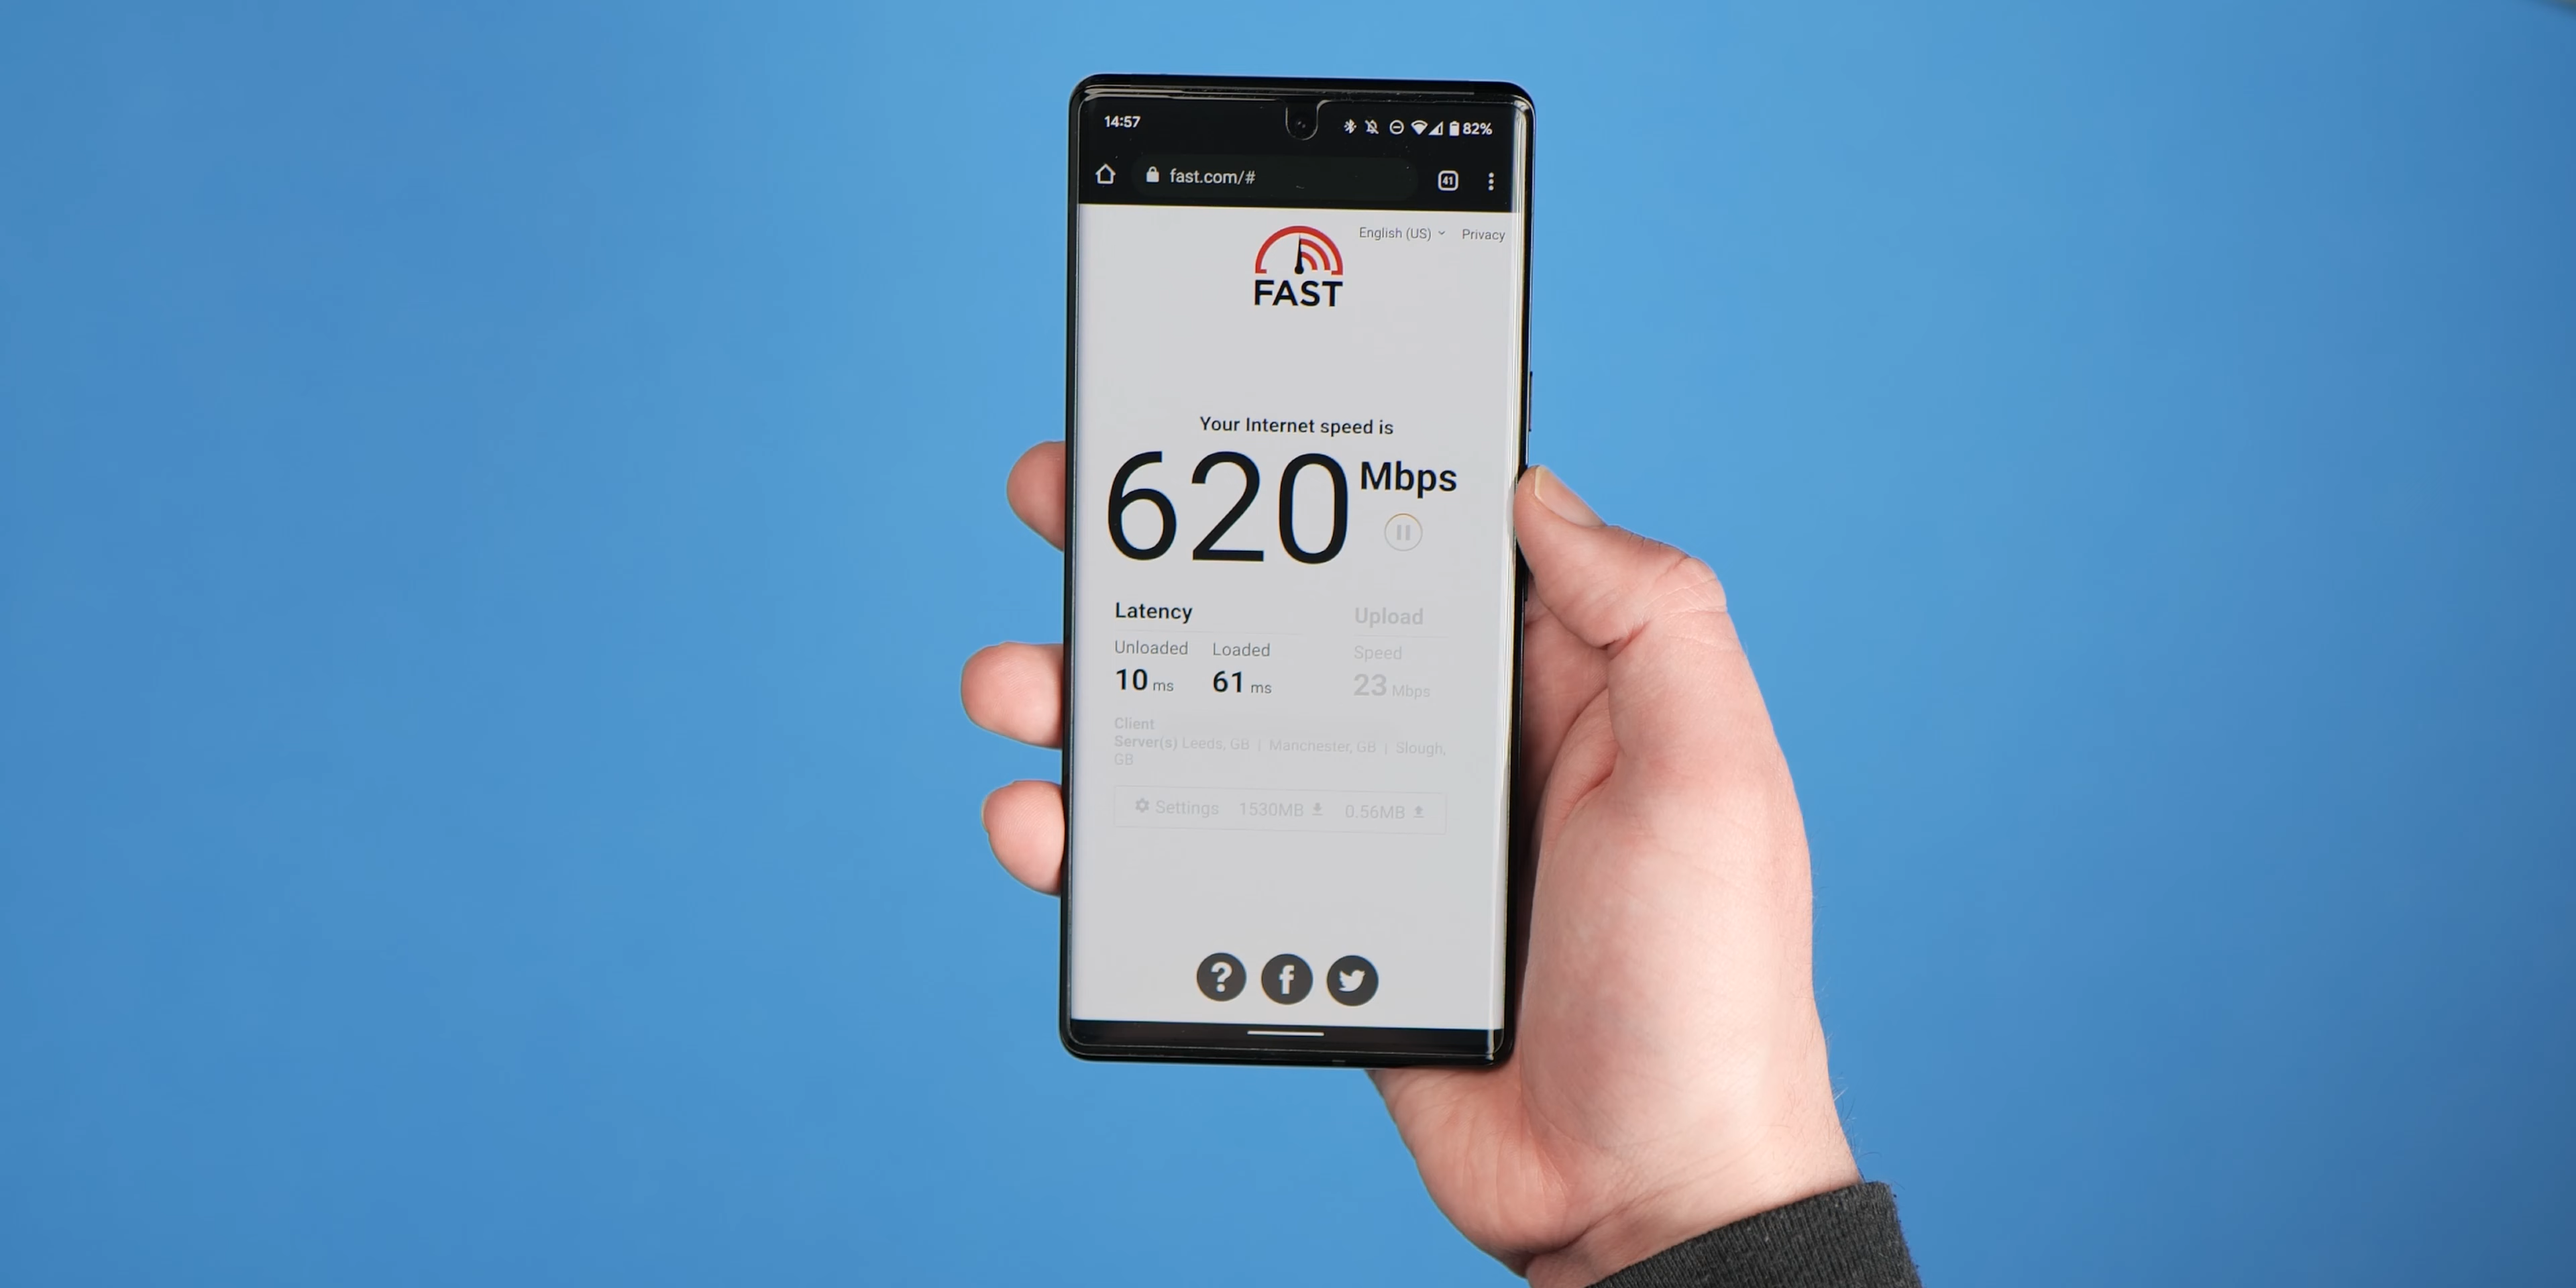 14:57
82%
fast.com/#
41
English (US)
Privacy
FAST
Your Internet speed is
620 Mbps
Latency
Upload
Unloaded
Loaded
Speed
10 ms
61 ms
23 Mbps
Client
Server(s) Leeds, GB | Manchester, GB | Slough,
GB
Settings
1530MB
0.56MB
?
f